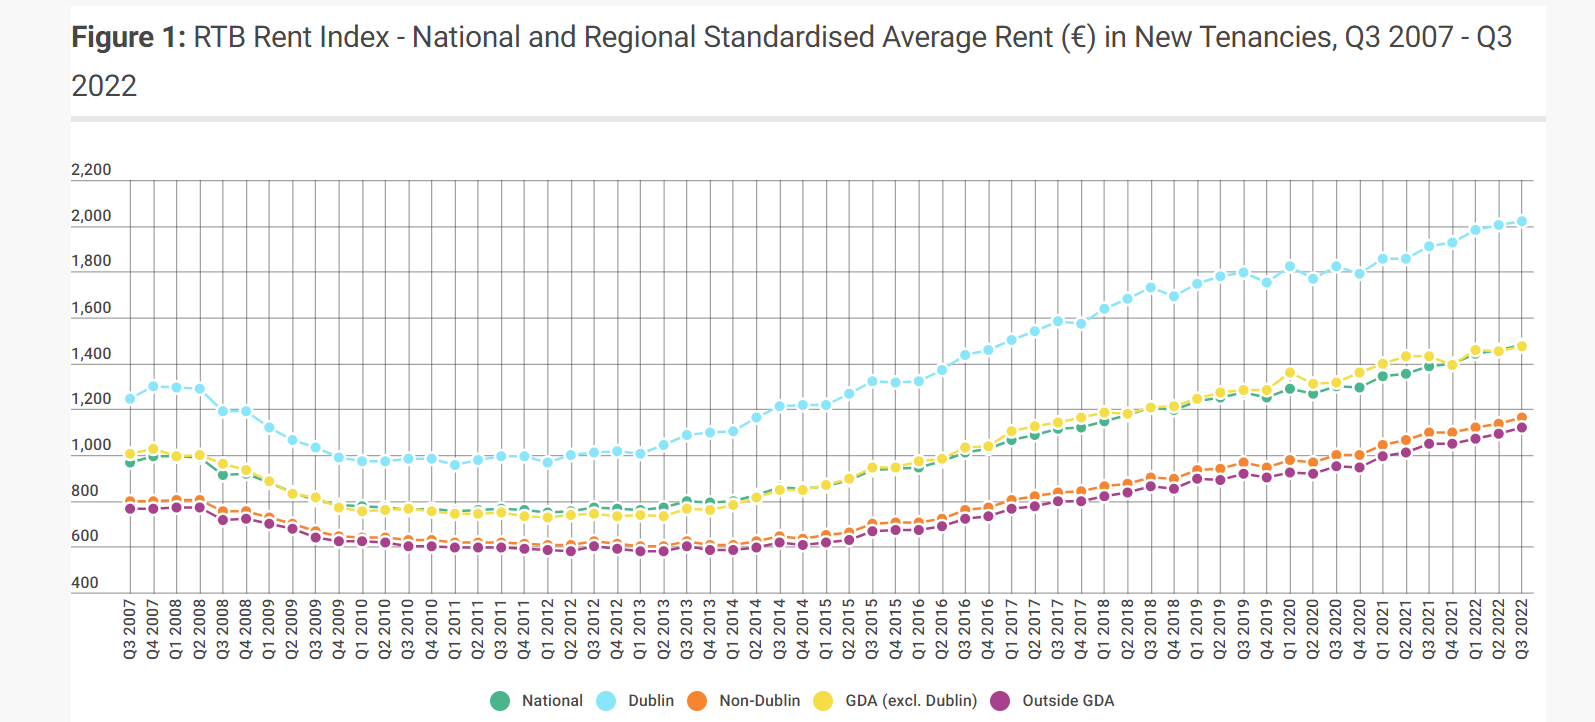 Figure 1: RTB Rent Index - National and Regional Standardised Average Rent (€) in New Tenancies, Q3 2007 - Q3
2022
2,200
2,000
1,800
1,600
1,400
1,200
1,000
800
600
400
Q3 2007
Q4 2007
Q1 2008
Q2 2008
Q3 2008
Q4 2008
Q1 2009
Q2 2009
Q3 2009
Q4 2009
Q1 2010
Q2 2010
Q3 2010
Q4 2010
Q1 2011
Q2 2011
Q3 2011
Q4 2011
Q1 2012
Q2 2012
Q3 2012
Q4 2012
Q1 2013
Q2 2013
Q3 2013
Q4 2013
Q1 2014
Q2 2014
Q3 2014
Q4 2014
Q1 2015
Q2 2015
Q3 2015
Q4 2015
Q1 2016
Q2 2016
Q3 2016
Q4 2016
Q1 2017
Q2 2017
Q3 2017
Q4 2017
Q1 2018
Q2 2018
Q3 2018
Q4 2018
Q1 2019
Q2 2019
Q3 2019
Q4 2019
Q1 2020
Q2 2020
Q3 2020
Q4 2020
Q1 2021
Q2 2021
Q3 2021
Q4 2021
Q1 2022
Q2 2022
Q3 2022
National Dublin Non-Dublin GDA (excl. Dublin) Outside GDA